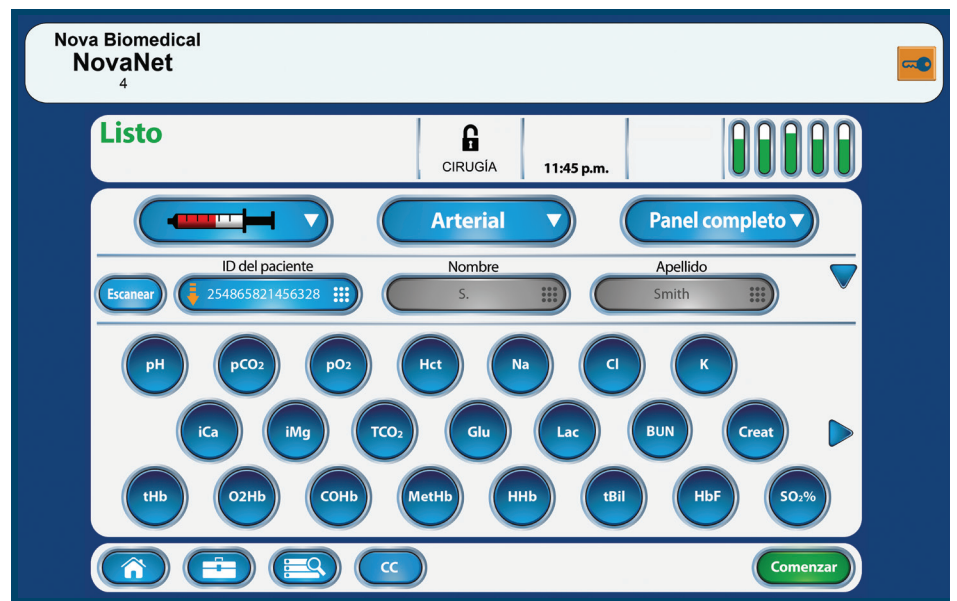 Nova Biomedical
NovaNet
4
Listo
CIRUGÍA
11:45 p.m.
Arterial
Panel completo
ID del paciente
Nombre
Apellido
Escanear
254865821456328
S.
Smith
pH
pCO₂
pO₂
Hct
Na
Cl
K
iCa
iMg
TCO₂
Glu
Lac
BUN
Creat
tHb
O2Hb
COHb
MetHb
HHb
tBil
HbF
SO₂%
CC
Comenzar